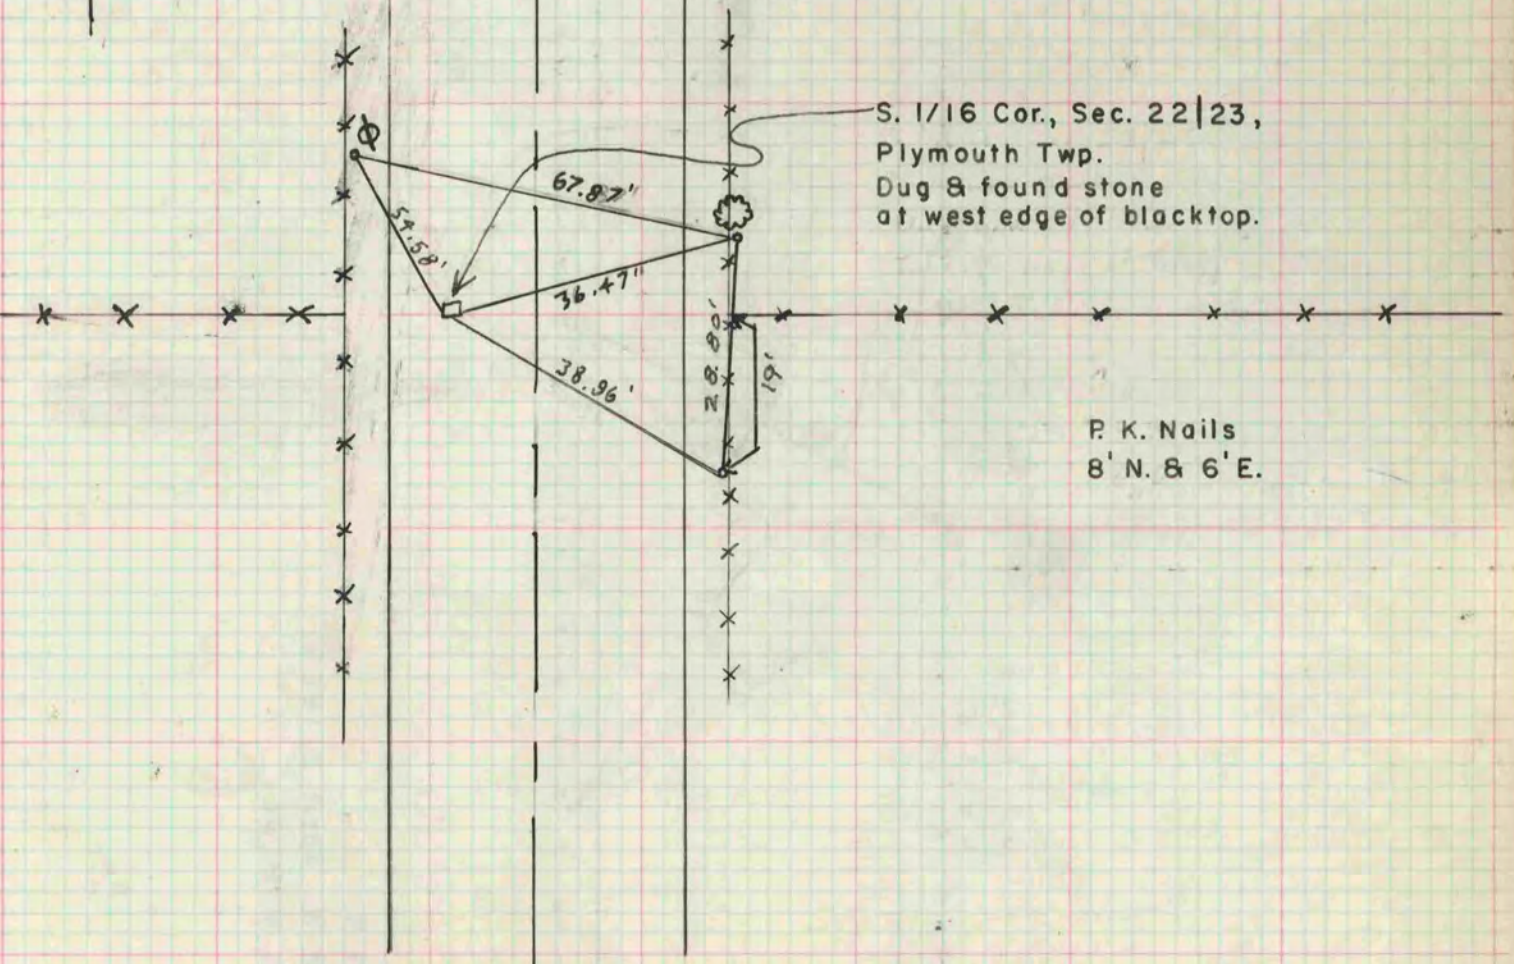 S. 1/16 Cor., Sec. 22|23,
Plymouth Twp.
Dug & found stone
at west edge of blacktop.
67.87'
54.58'
36.47'
28.80'
19'
38.96'
P. K. Nails
8' N. & 6' E.